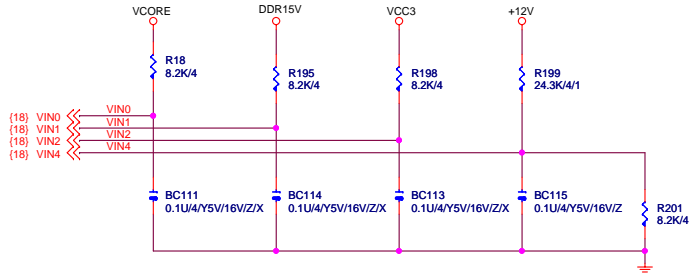 VCORE DDR15V VCC3 +12V
R18
8.2K/4
R195
8.2K/4
R198
8.2K/4
R199
24.3K/4/1
{18} VIN0 VIN0
{18} VIN1 VIN1
{18} VIN2 VIN2
{18} VIN4 VIN4
BC111
0.1U/4/Y5V/16V/Z/X
BC114
0.1U/4/Y5V/16V/Z/X
BC113
0.1U/4/Y5V/16V/Z/X
BC115
0.1U/4/Y5V/16V/Z
R201
8.2K/4